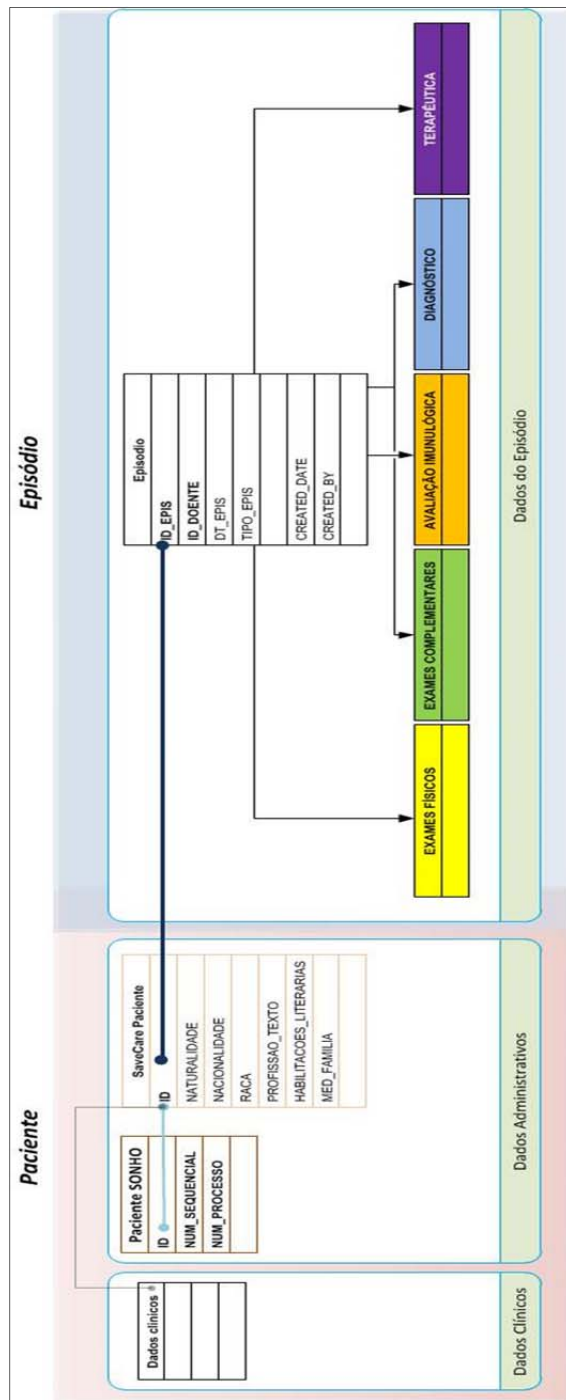 Paciente
Episódio
Dados clínicos
Paciente SONHO
ID
NUM_SEQUENCIAL
NUM_PROCESSO
SaveCare Paciente
ID
NATURALIDADE
NACIONALIDADE
RACA
PROFISSAO_TEXTO
HABILITACOES_LITERARIAS
MED_FAMILIA
Episodio
ID_EPIS
ID_DOENTE
DT_EPIS
TIPO_EPIS
CREATED_DATE
CREATED_BY
EXAMES FÍSICOS
EXAMES COMPLEMENTARES
AVALIAÇÃO IMUNULÓGICA
DIAGNÓSTICO
TERAPÊUTICA
Dados Clínicos
Dados Administrativos
Dados do Episódio